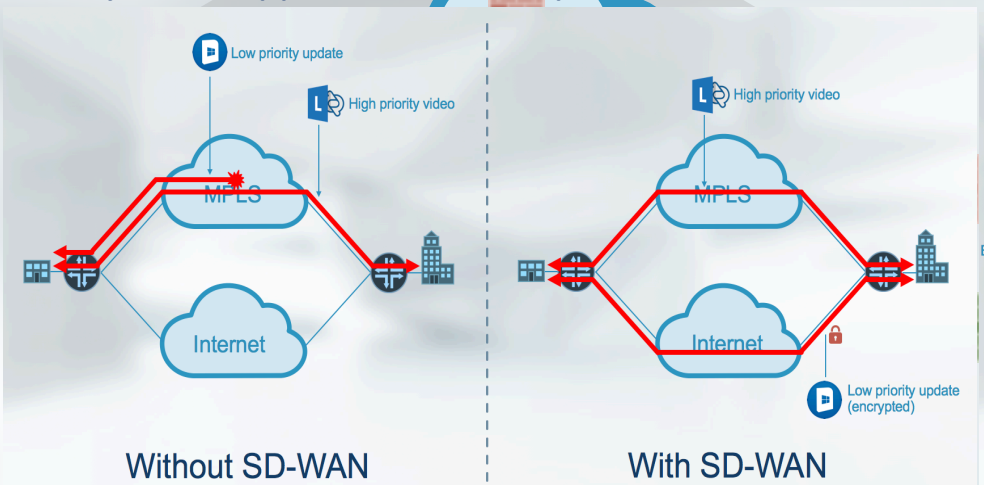 Low priority update
High priority video
MPLS
Internet
Without SD-WAN
High priority video
MPLS
Internet
Low priority update
(encrypted)
With SD-WAN